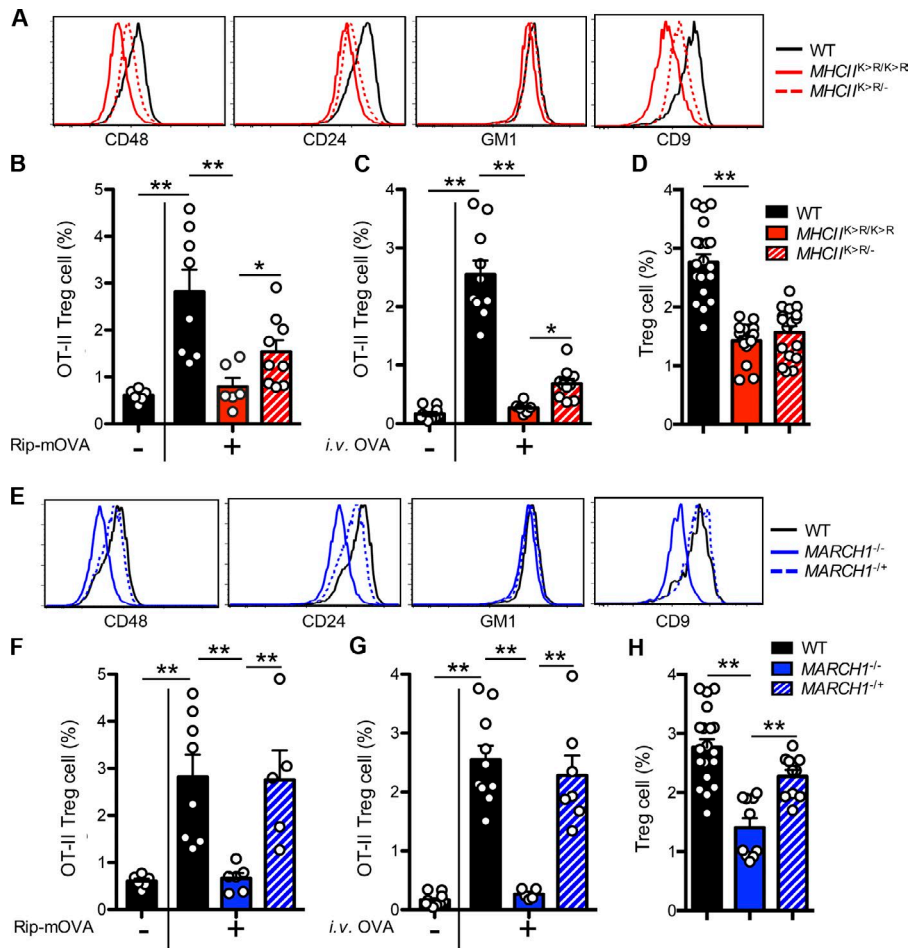 A
WT
MHCII K>R/K>R
MHCII K>R/-
CD48
CD24
GM1
CD9
B
C
D
**
**
**
**
**
*
*
WT
MHCII K>R/K>R
MHCII K>R/-
OT-II Treg cell (%)
5
4
3
2
1
0
OT-II Treg cell (%)
4
3
2
1
0
Treg cell (%)
4
3
2
1
0
Rip-mOVA
-
+
i.v. OVA
-
+
E
WT
MARCH1-/-
MARCH1-/+
CD48
CD24
GM1
CD9
F
G
H
WT
MARCH1-/-
MARCH1-/+
**
**
**
**
**
**
**
**
OT-II Treg cell (%)
5
4
3
2
1
0
OT-II Treg cell (%)
4
3
2
1
0
Treg cell (%)
4
3
2
1
0
Rip-mOVA
-
+
i.v. OVA
-
+